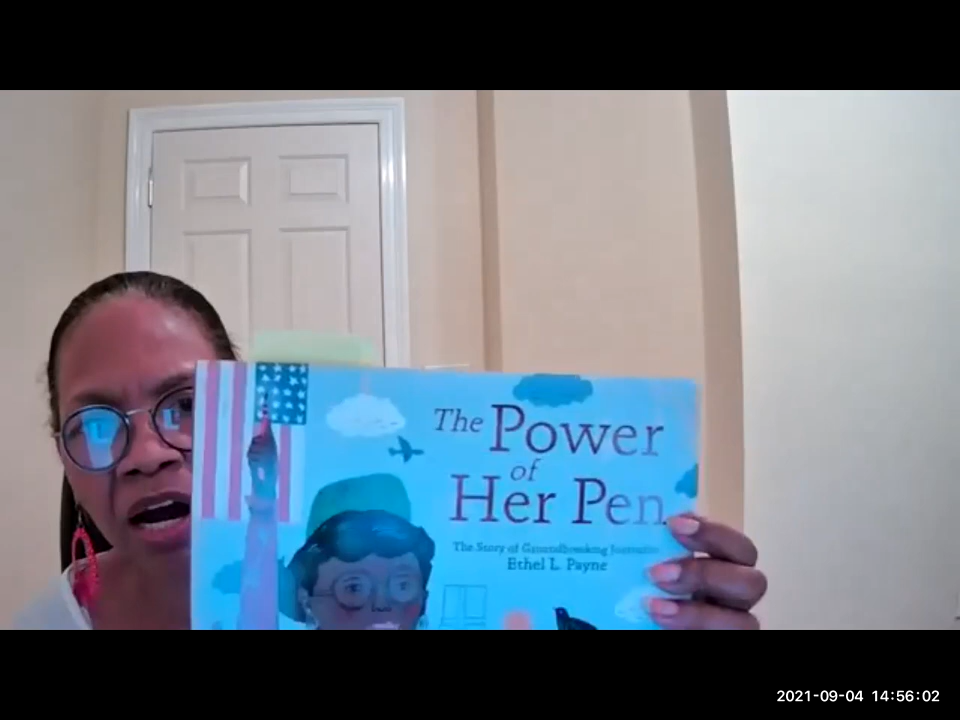 The Power
of
Her Pen
The Story of Groundbreaking Journalist
Ethel L. Payne
2021-09-04 14:56:02